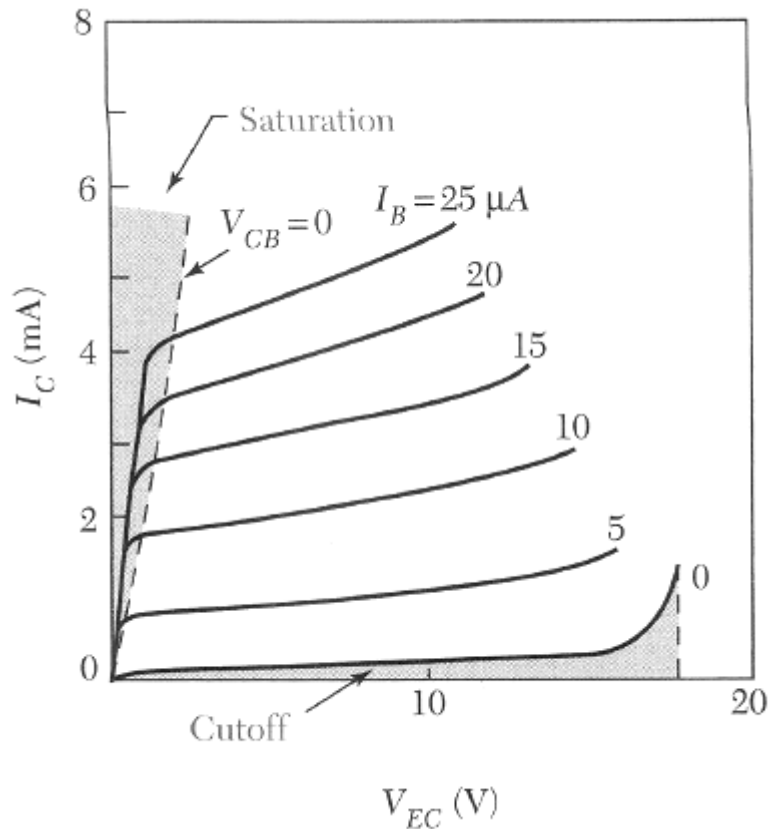 8
Saturation
6
I_B = 25 μA
V_CB = 0
20
4
15
I_C (mA)
10
2
5
0
0
10
20
Cutoff
V_EC (V)